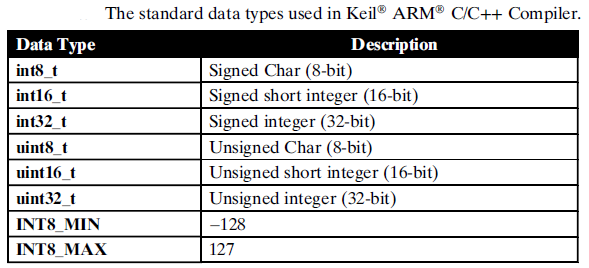 The standard data types used in Keil® ARM® C/C++ Compiler.
Data Type Description
int8_t Signed Char (8-bit)
int16_t Signed short integer (16-bit)
int32_t Signed integer (32-bit)
uint8_t Unsigned Char (8-bit)
uint16_t Unsigned short integer (16-bit)
uint32_t Unsigned integer (32-bit)
INT8_MIN −128
INT8_MAX 127